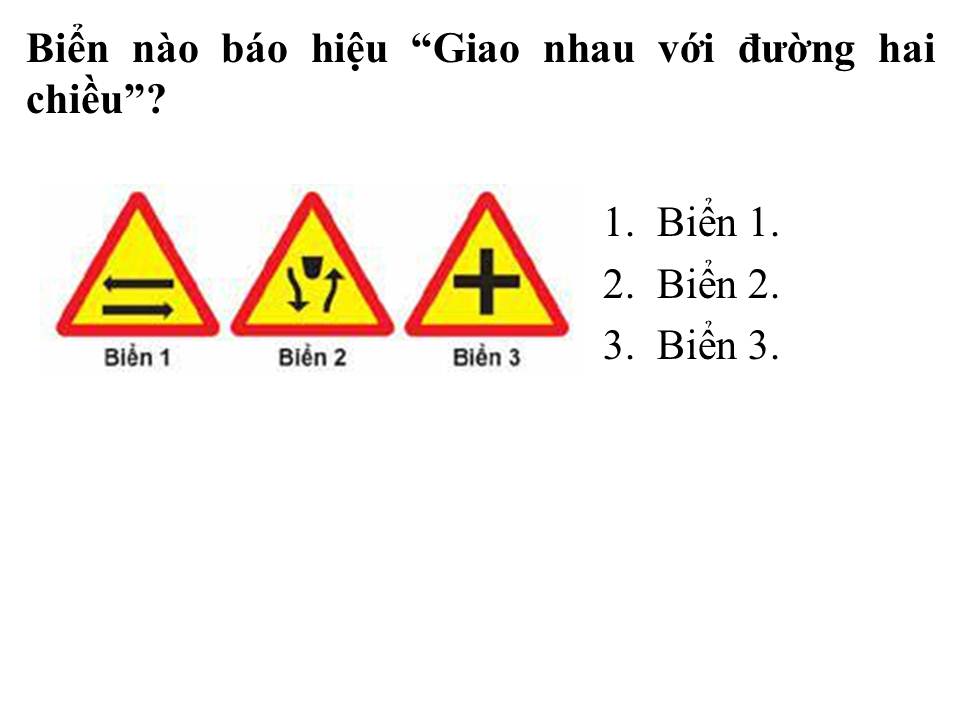 Biển nào báo hiệu “Giao nhau với đường hai
chiều”?
1. Biển 1.
2. Biển 2.
3. Biển 3.
Biển 1
Biển 2
Biển 3